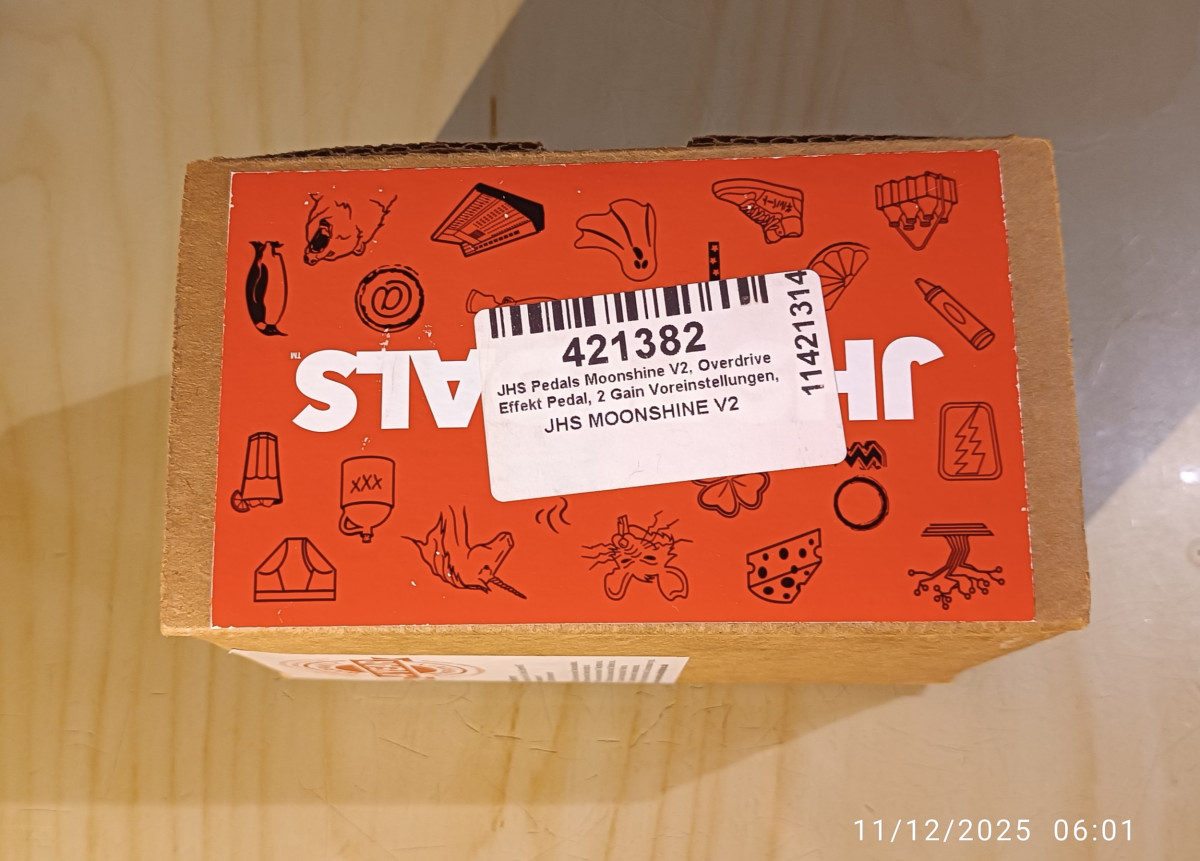 421382
JHS Pedals Moonshine V2, Overdrive
Effekt Pedal, 2 Gain Voreinstellungen,
JHS MOONSHINE V2
11421314
JH
ALS
™
XXX
11/12/2025 06:01